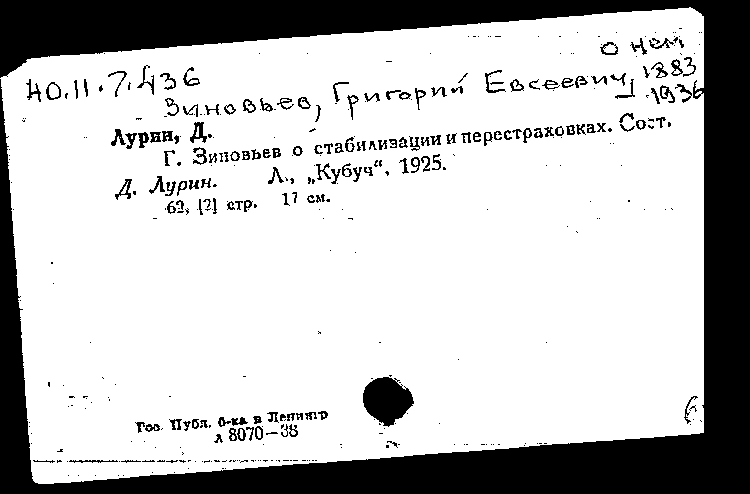 о нем
40.11.7.436
Зиновьев, Григорий Евсеевич, 1883
– 1936
Лурин, Д.
Г. Зиновьев о стабилизации и перестраховках. Сост.
Д. Лурин. Л., „Кубуч“, 1925.
62, [2] стр. 17 см.
Гос. Публ. б-ка в Ленингр
л 8070—38